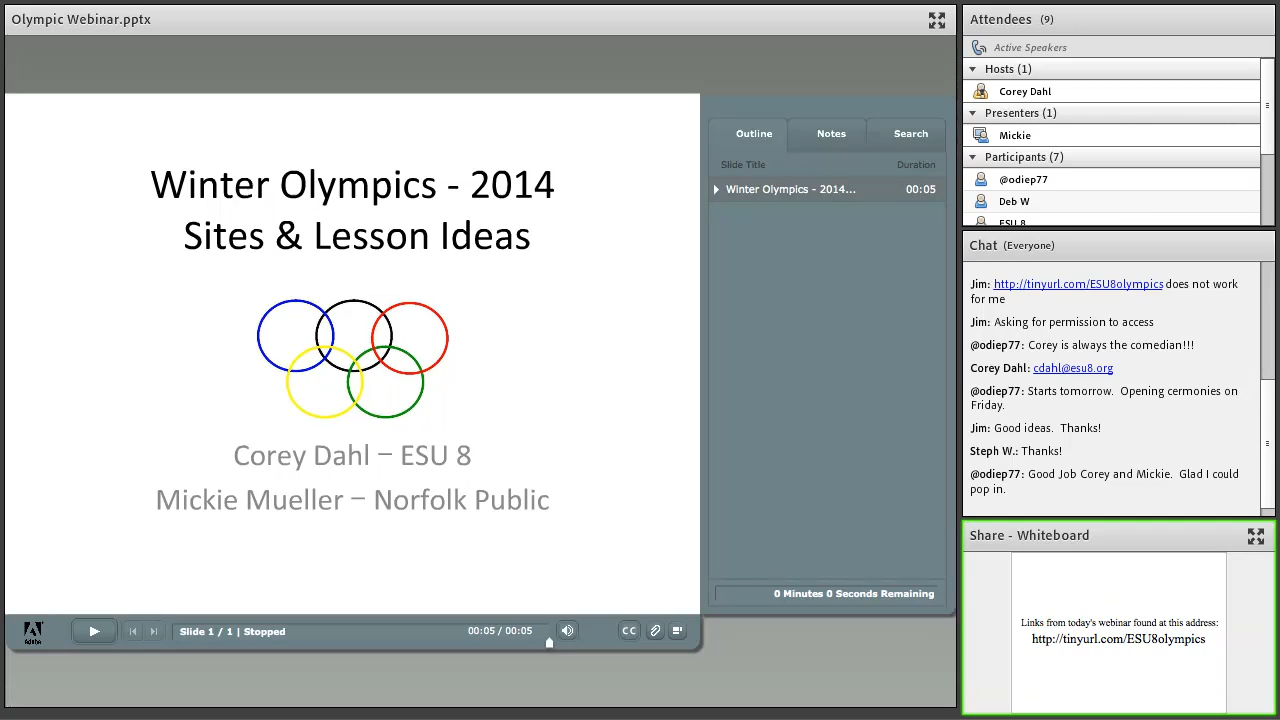 Olympic Webinar.pptx
Winter Olympics - 2014
Sites & Lesson Ideas
Corey Dahl – ESU 8
Mickie Mueller – Norfolk Public
Outline Notes Search
Slide Title Duration
Winter Olympics - 2014... 00:05
0 Minutes 0 Seconds Remaining
Adobe
Slide 1 / 1 | Stopped 00:05 / 00:05 CC
Attendees (9)
Active Speakers
Hosts (1)
Corey Dahl
Presenters (1)
Mickie
Participants (7)
@odiep77
Deb W
ESU 8
Chat (Everyone)
Jim: http://tinyurl.com/ESU8olympics does not work
for me
Jim: Asking for permission to access
@odiep77: Corey is always the comedian!!!
Corey Dahl: cdahl@esu8.org
@odiep77: Starts tomorrow. Opening cermonies on
Friday.
Jim: Good ideas. Thanks!
Steph W.: Thanks!
@odiep77: Good Job Corey and Mickie. Glad I could
pop in.
Share - Whiteboard
Links from today's webinar found at this address:
http://tinyurl.com/ESU8olympics